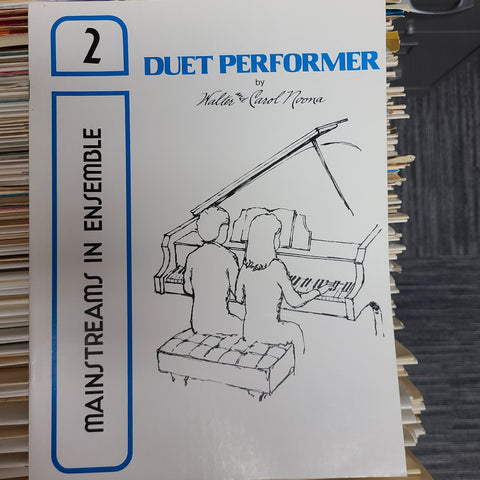 2
DUET PERFORMER
by
Walter and Carol Noona
MAINSTREAMS IN ENSEMBLE